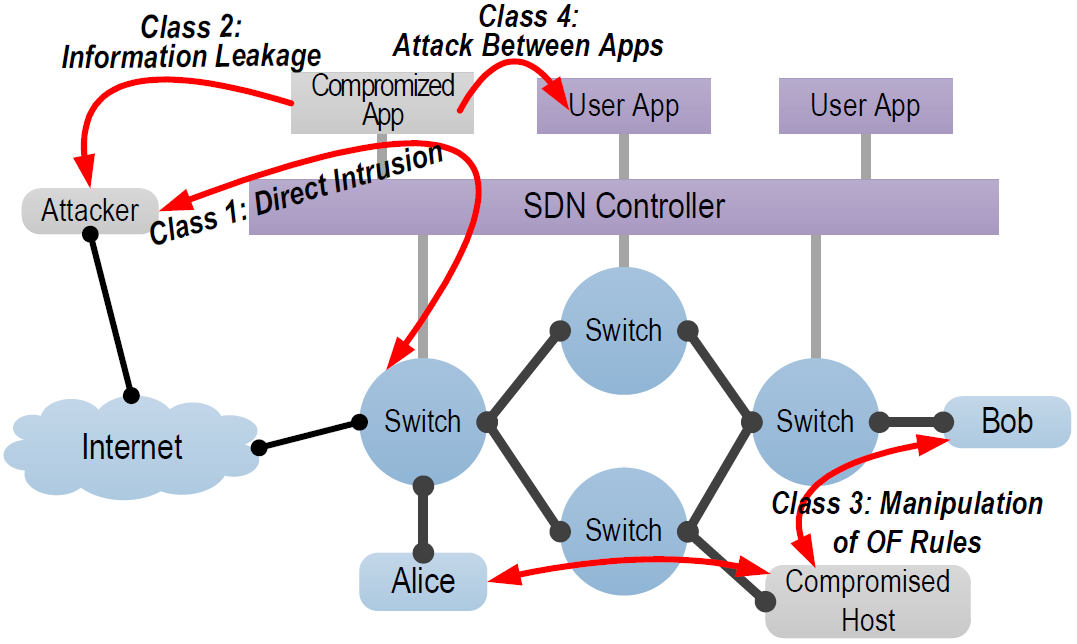 Class 2:
Information Leakage
Class 4:
Attack Between Apps
Compromized
App
User App
User App
Attacker
Class 1: Direct Intrusion
SDN Controller
Switch
Internet
Switch
Switch
Bob
Switch
Class 3: Manipulation
of OF Rules
Alice
Compromised
Host